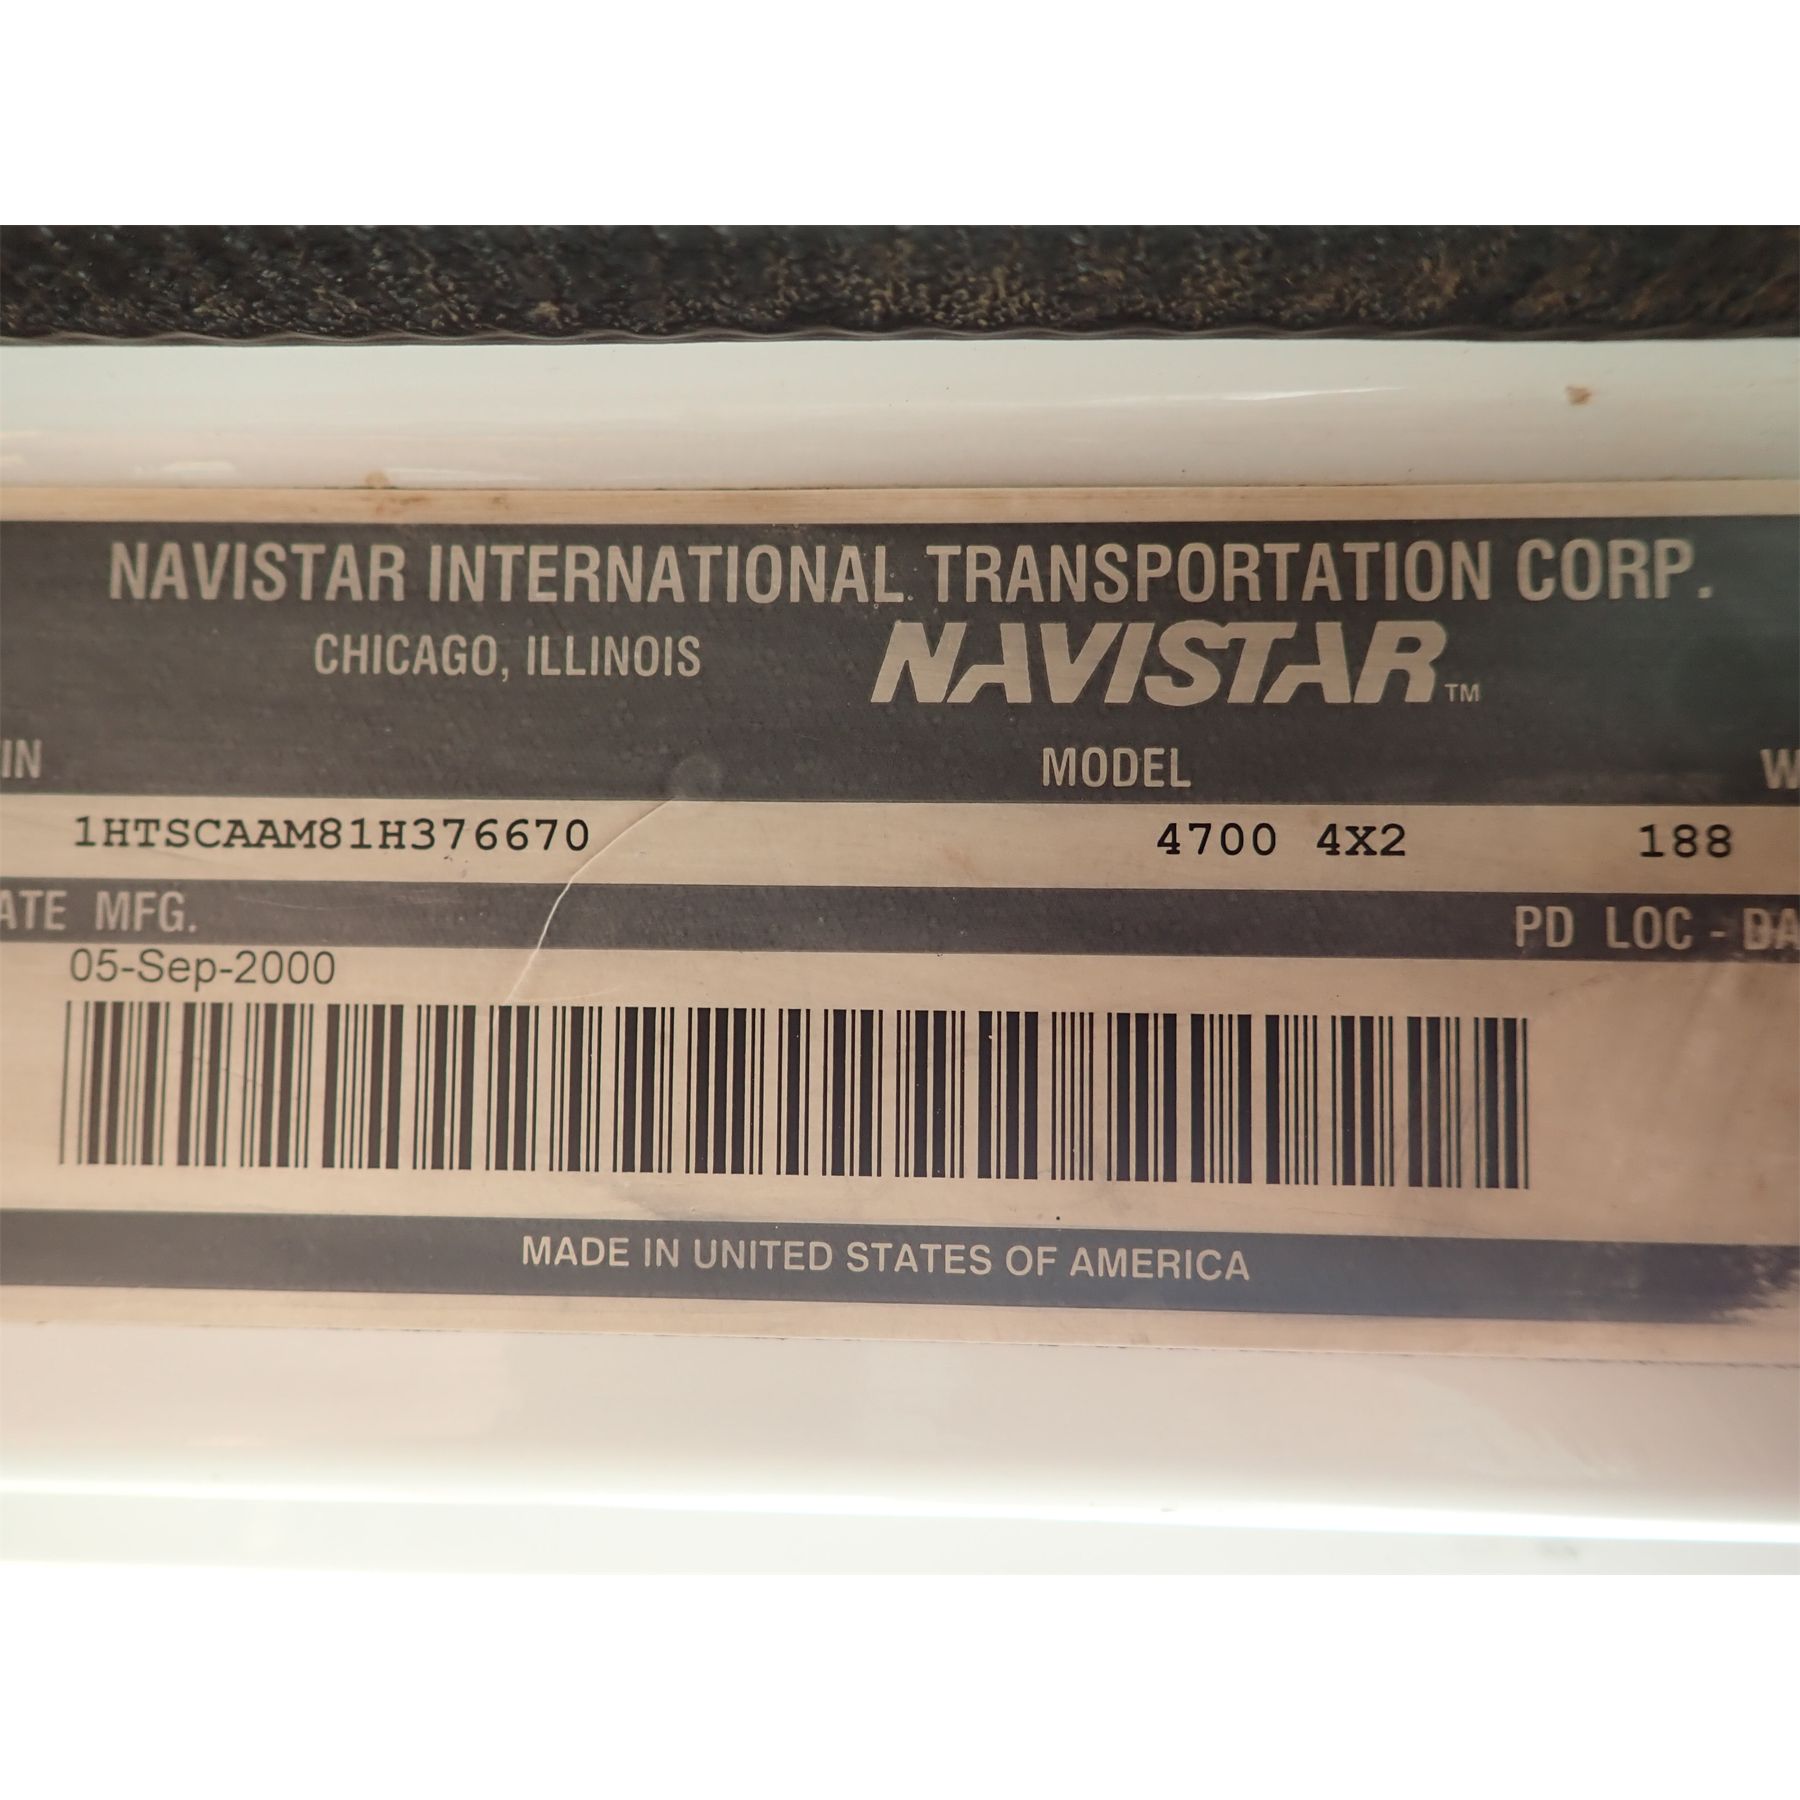 NAVISTAR INTERNATIONAL TRANSPORTATION CORP.
CHICAGO, ILLINOIS NAVISTAR™
IN MODEL W
1HTSCAAM81H376670 4700 4X2 188
ATE MFG. PD LOC - DA
05-Sep-2000
MADE IN UNITED STATES OF AMERICA